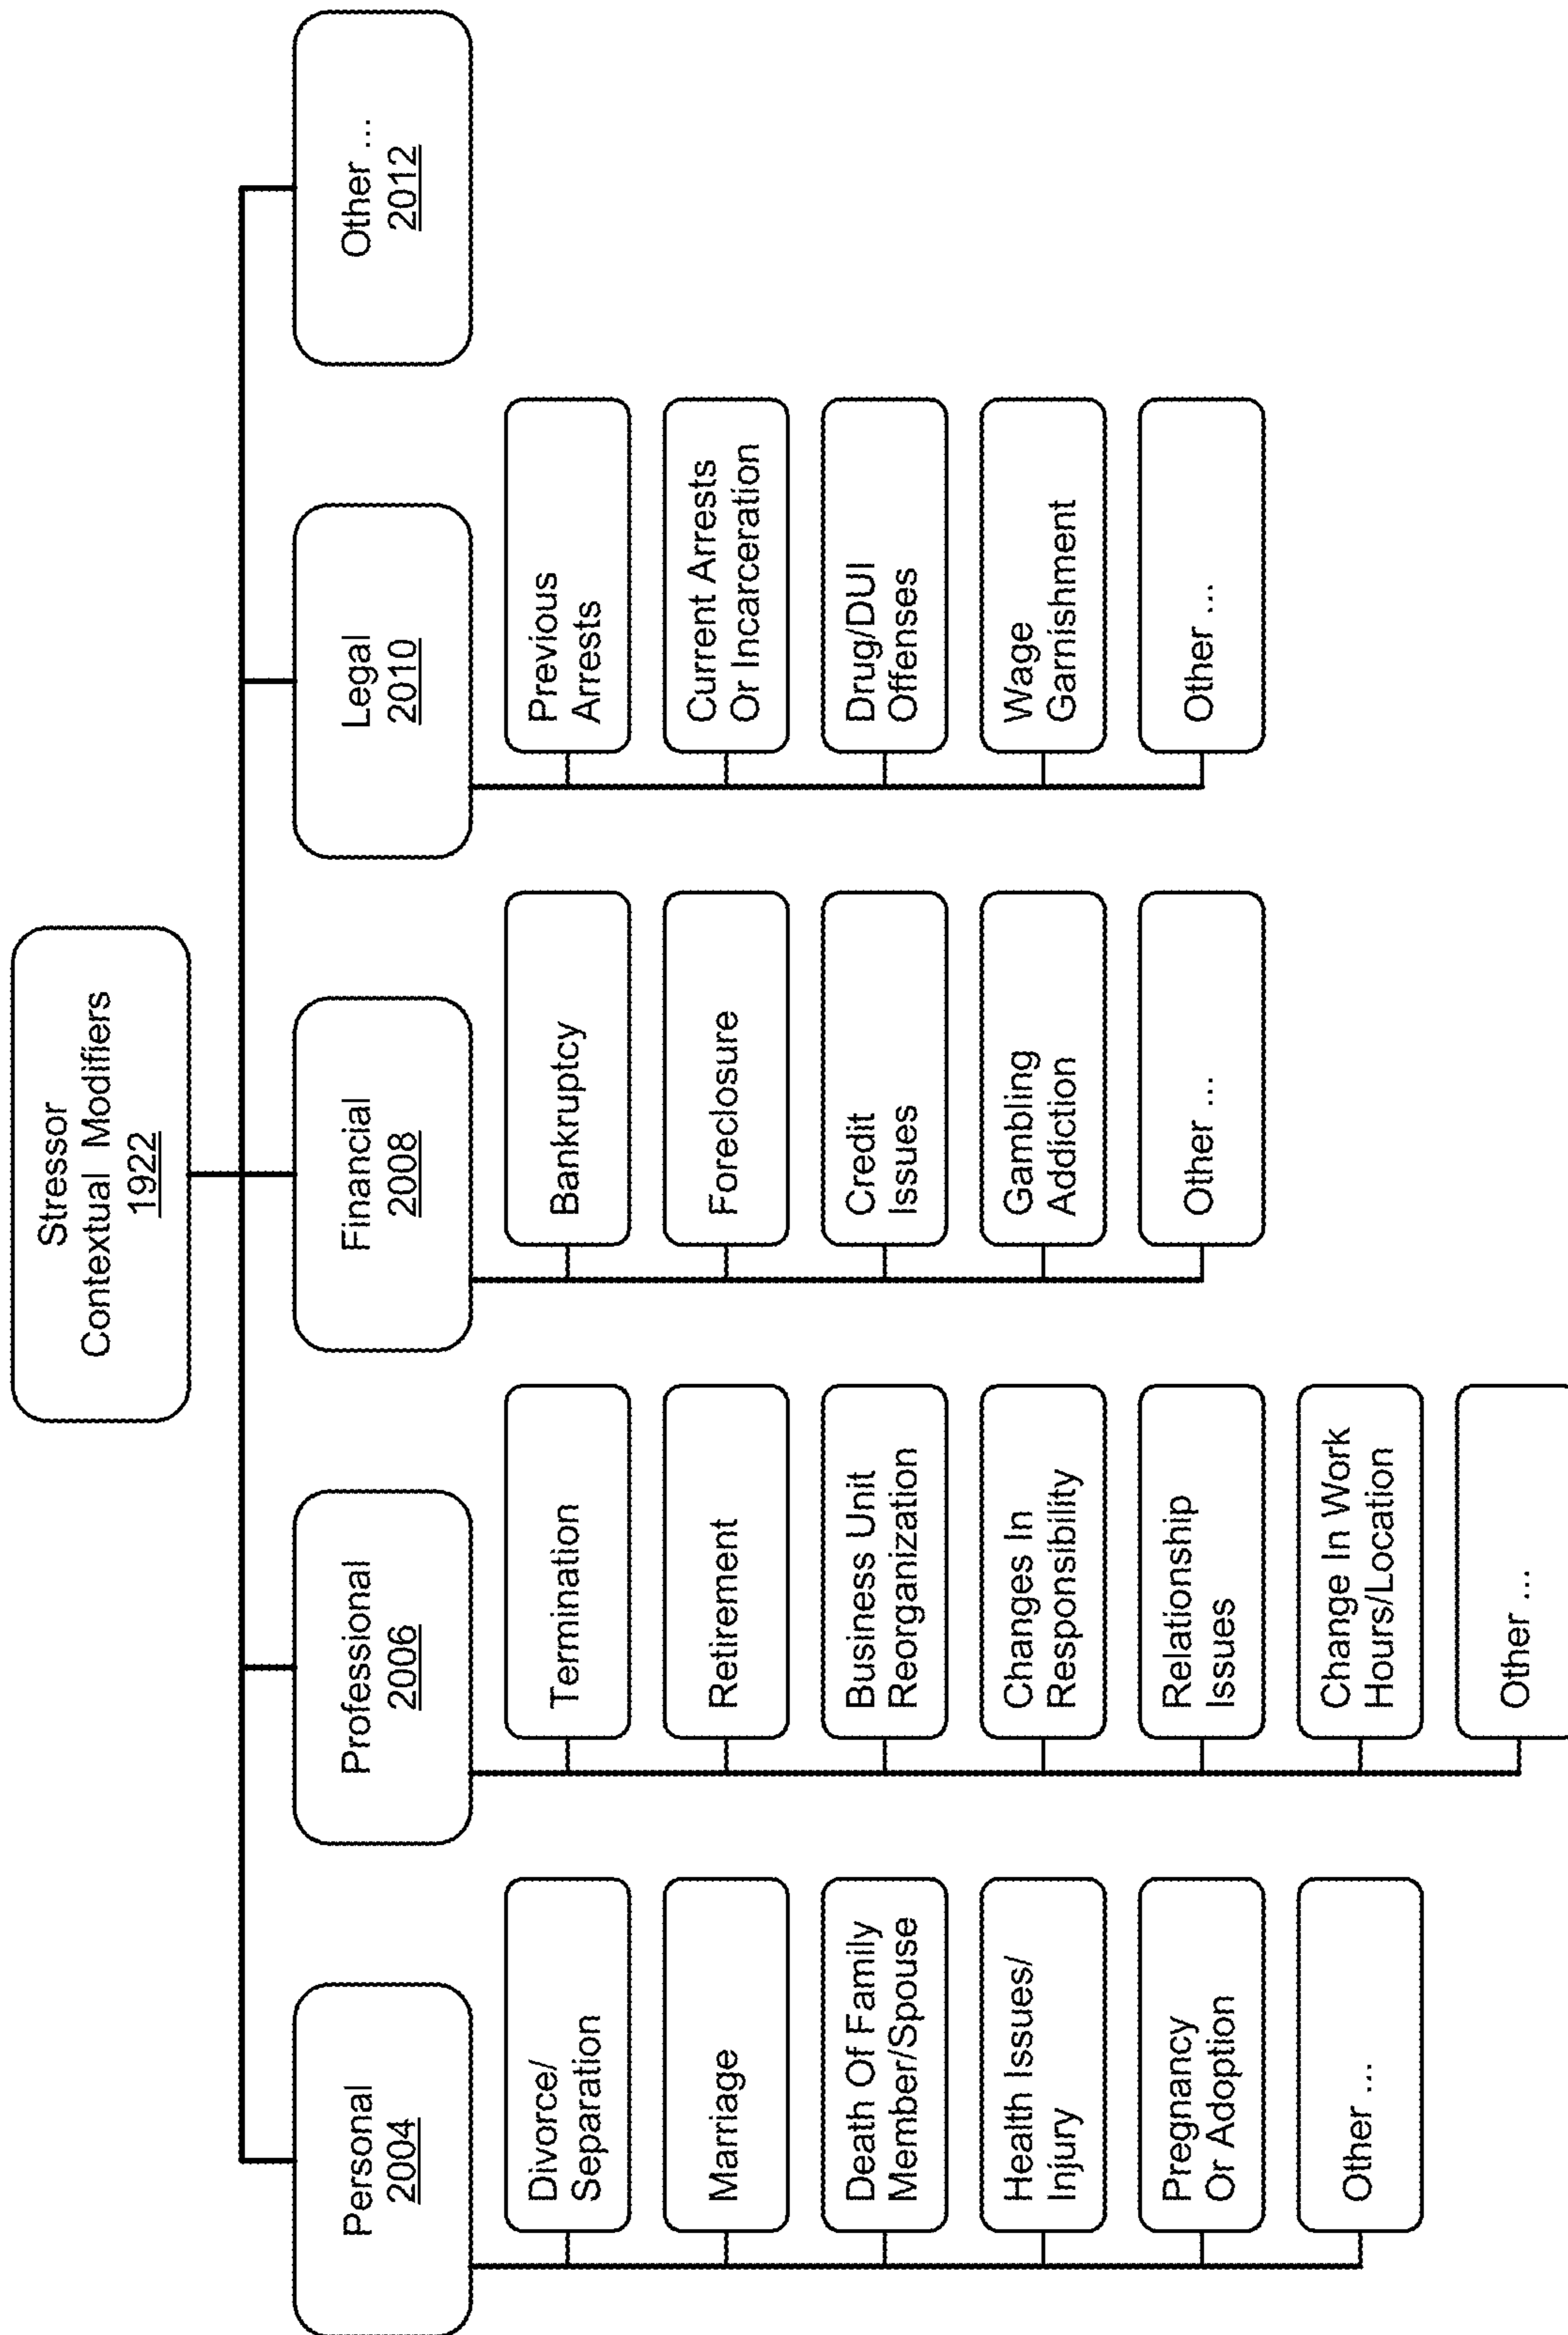 Stressor
Contextual Modifiers
1922
Personal
2004
Divorce/
Separation
Marriage
Death Of Family
Member/Spouse
Health Issues/
Injury
Pregnancy
Or Adoption
Other ...
Professional
2006
Termination
Retirement
Business Unit
Reorganization
Changes In
Responsibility
Relationship
Issues
Change In Work
Hours/Location
Other ...
Financial
2008
Bankruptcy
Foreclosure
Credit
Issues
Gambling
Addiction
Other ...
Legal
2010
Previous
Arrests
Current Arrests
Or Incarceration
Drug/DUI
Offenses
Wage
Garnishment
Other ...
Other ...
2012